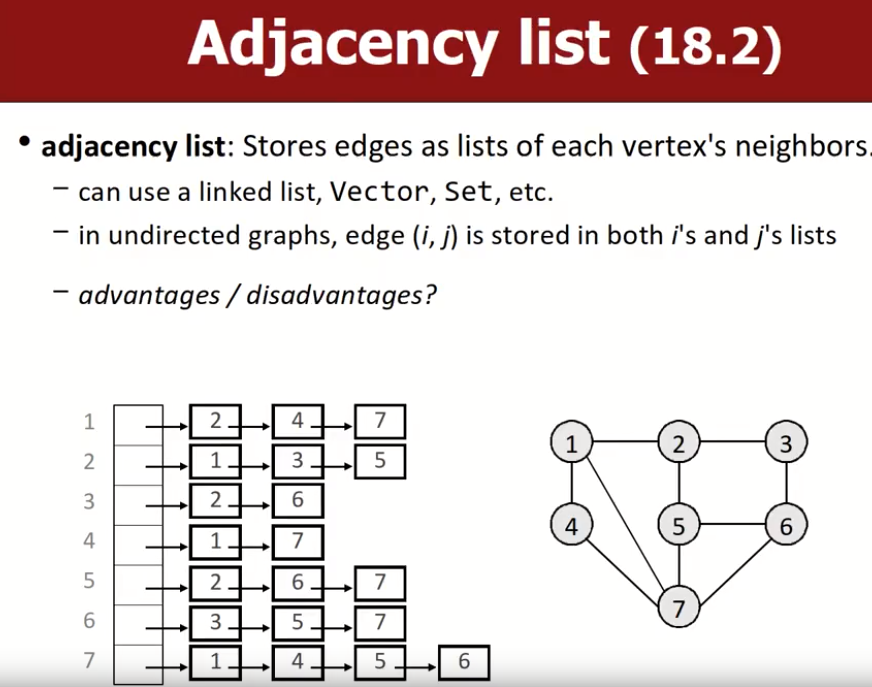 Adjacency list (18.2)
• adjacency list: Stores edges as lists of each vertex's neighbors.
– can use a linked list, Vector, Set, etc.
– in undirected graphs, edge (i, j) is stored in both i's and j's lists
– advantages / disadvantages?
1 2 4 7
2 1 3 5
3 2 6
4 1 7
5 2 6 7
6 3 5 7
7 1 4 5 6
1 2 3
4 5 6
7